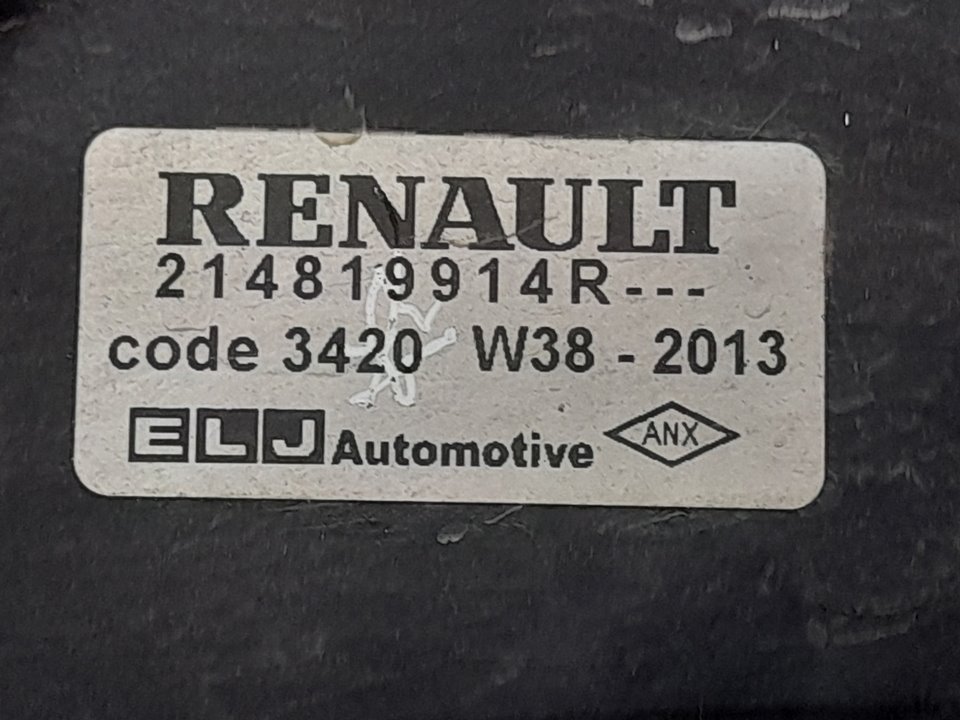 RENAULT
214819914R---
code 3420 W38 - 2013
ELJ Automotive ANX